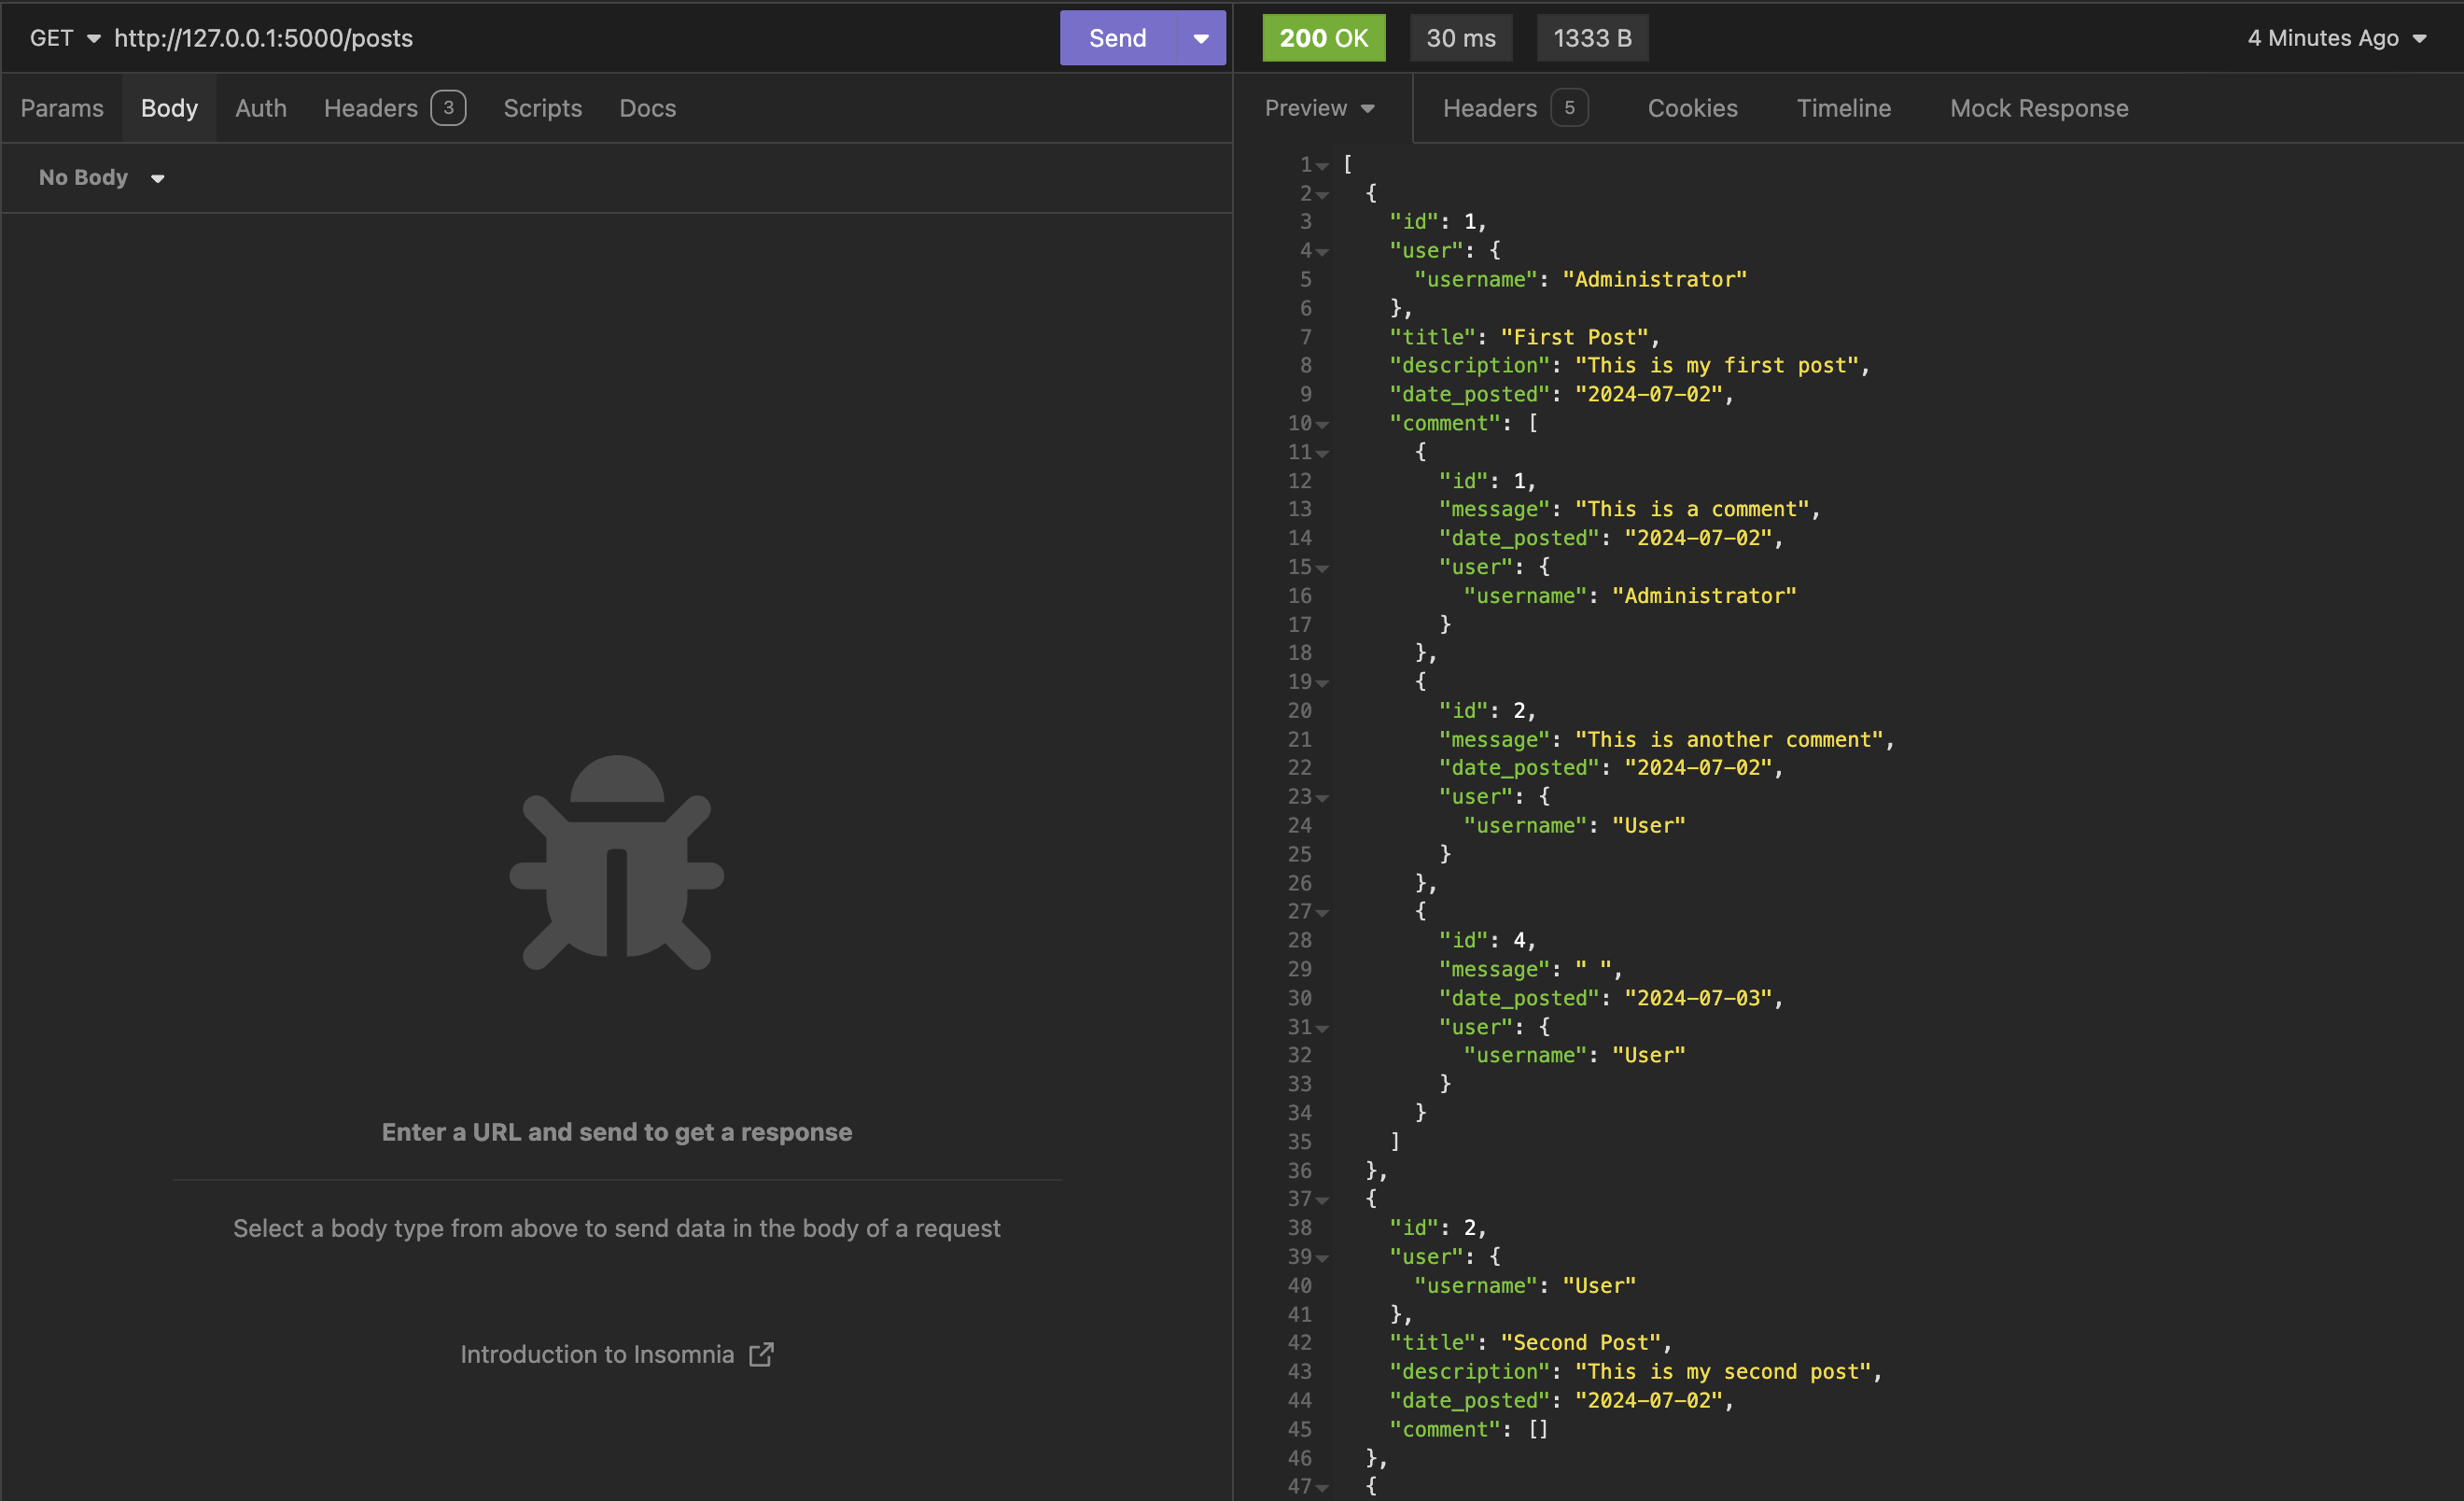 GET http://127.0.0.1:5000/posts Send
Params Body Auth Headers 3 Scripts Docs
No Body
Enter a URL and send to get a response
Select a body type from above to send data in the body of a request
Introduction to Insomnia
200 OK 30 ms 1333 B 4 Minutes Ago
Preview Headers 5 Cookies Timeline Mock Response
1 [
2 {
3 "id": 1,
4 "user": {
5 "username": "Administrator"
6 },
7 "title": "First Post",
8 "description": "This is my first post",
9 "date_posted": "2024-07-02",
10 "comment": [
11 {
12 "id": 1,
13 "message": "This is a comment",
14 "date_posted": "2024-07-02",
15 "user": {
16 "username": "Administrator"
17 }
18 },
19 {
20 "id": 2,
21 "message": "This is another comment",
22 "date_posted": "2024-07-02",
23 "user": {
24 "username": "User"
25 }
26 },
27 {
28 "id": 4,
29 "message": " ",
30 "date_posted": "2024-07-03",
31 "user": {
32 "username": "User"
33 }
34 }
35 ]
36 },
37 {
38 "id": 2,
39 "user": {
40 "username": "User"
41 },
42 "title": "Second Post",
43 "description": "This is my second post",
44 "date_posted": "2024-07-02",
45 "comment": []
46 },
47 {